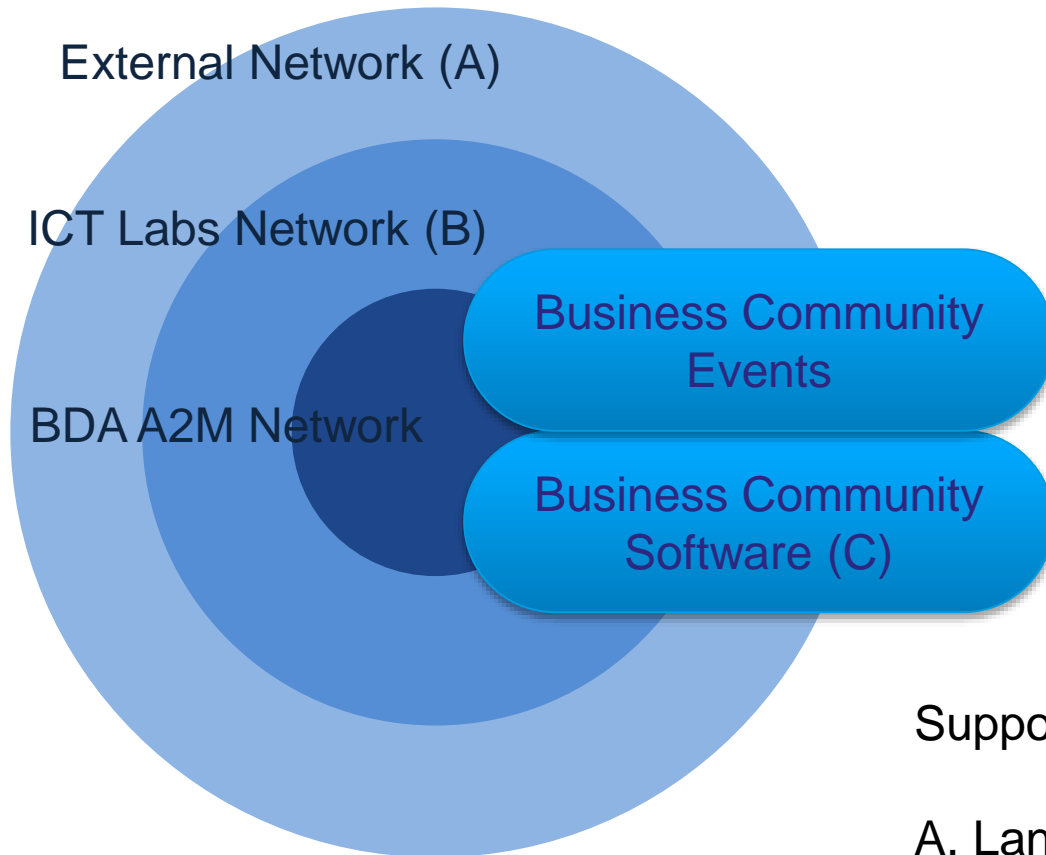 External Network (A)
ICT Labs Network (B)
Business Community
Events
BDA A2M Network
Business Community
Software (C)
A.